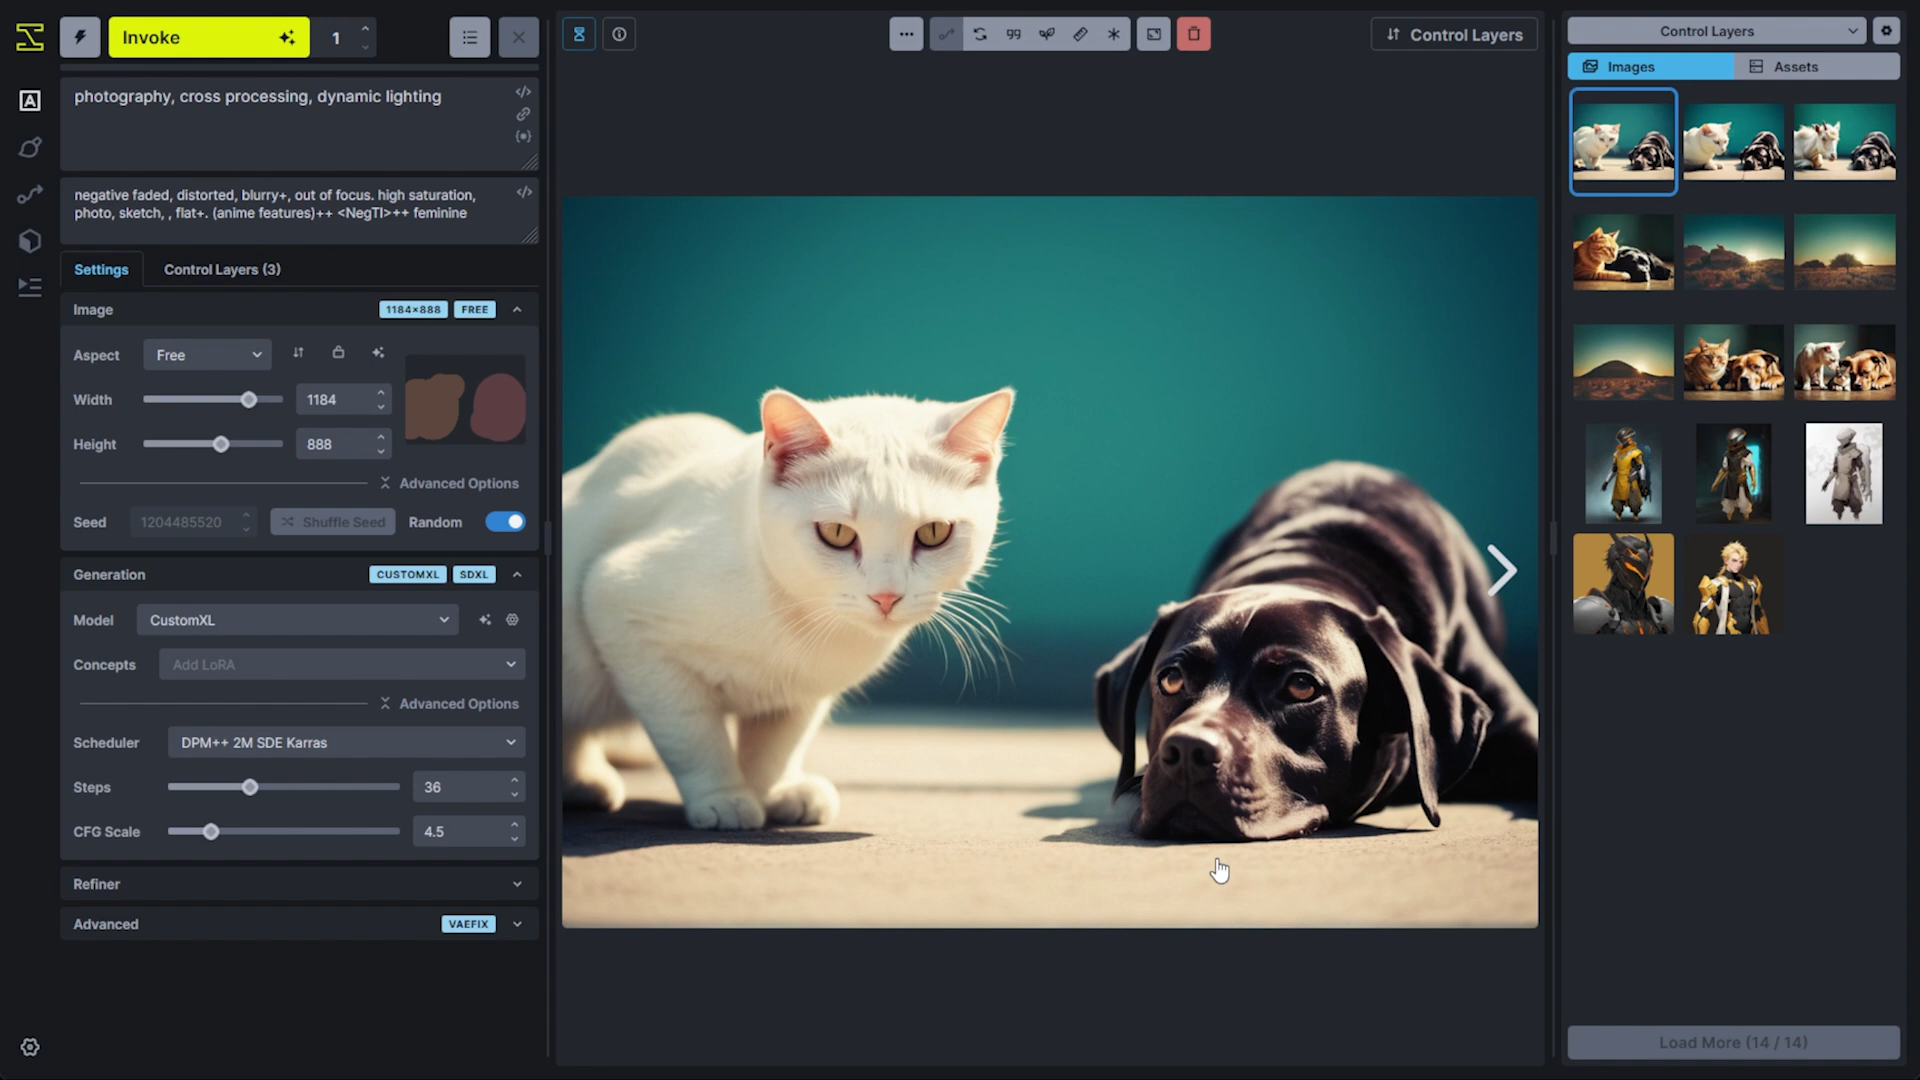 Invoke
1
Control Layers
Control Layers
Images
Assets
photography, cross processing, dynamic lighting
negative faded, distorted, blurry+, out of focus. high saturation,
photo, sketch, , flat+. (anime features)++ <NegTI>++ feminine
Settings
Control Layers (3)
Image
1184×888
FREE
Aspect
Free
Width
1184
Height
888
Advanced Options
Seed
1204485520
Shuffle Seed
Random
Generation
CUSTOMXL
SDXL
Model
CustomXL
Concepts
Add LoRA
Advanced Options
Scheduler
DPM++ 2M SDE Karras
Steps
36
CFG Scale
4.5
Refiner
Advanced
VAEFIX
Load More (14 / 14)